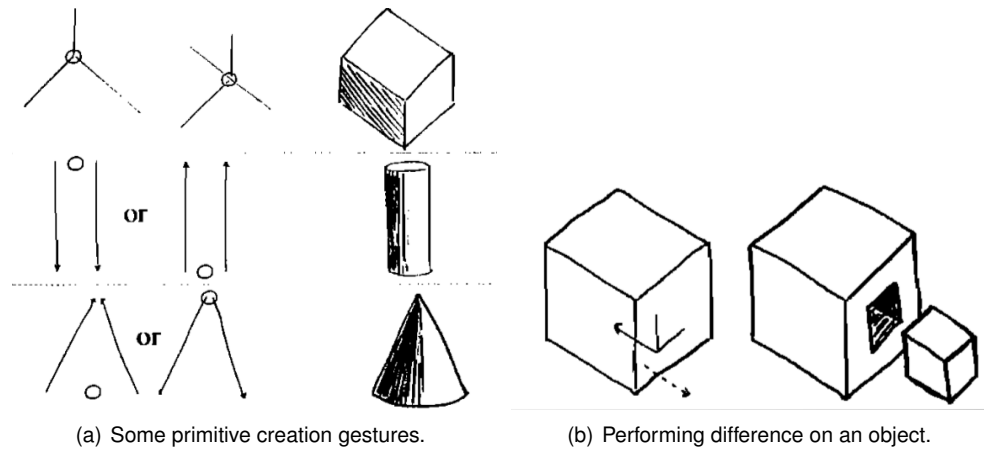 or
or
(a) Some primitive creation gestures.
(b) Performing difference on an object.